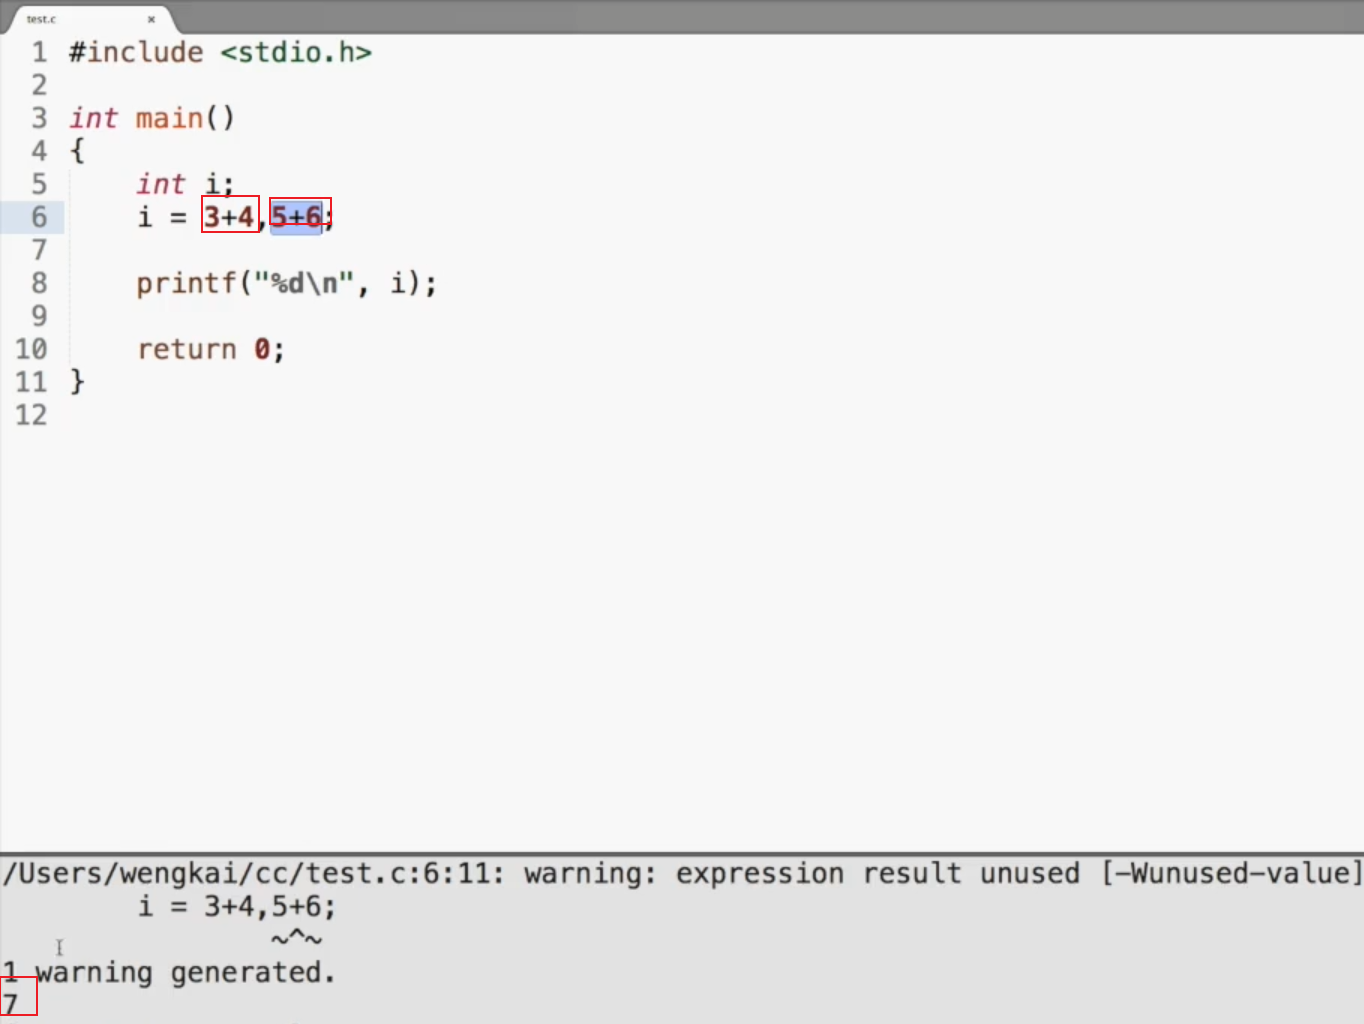 test.c ×
1 #include <stdio.h>
2
3 int main()
4 {
5 int i;
6 i = 3+4,5+6;
7
8 printf("%d\n", i);
9
10 return 0;
11 }
12
/Users/wengkai/cc/test.c:6:11: warning: expression result unused [-Wunused-value]
i = 3+4,5+6;
~^~
1 warning generated.
7